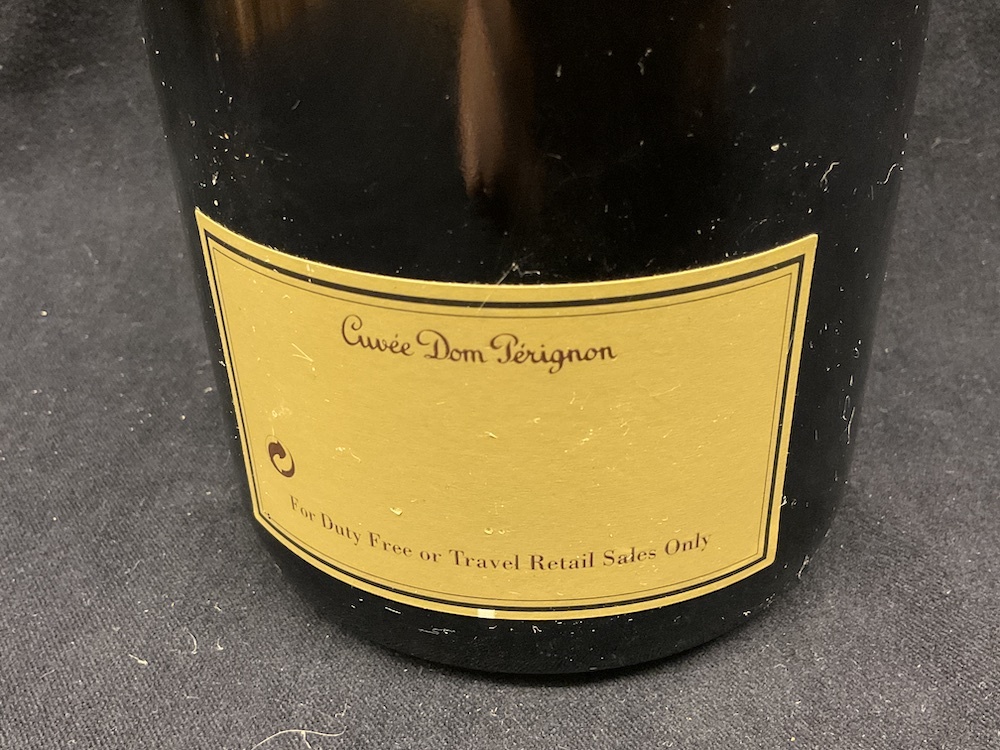 Cuvée Dom Pérignon
For Duty Free or Travel Retail Sales Only